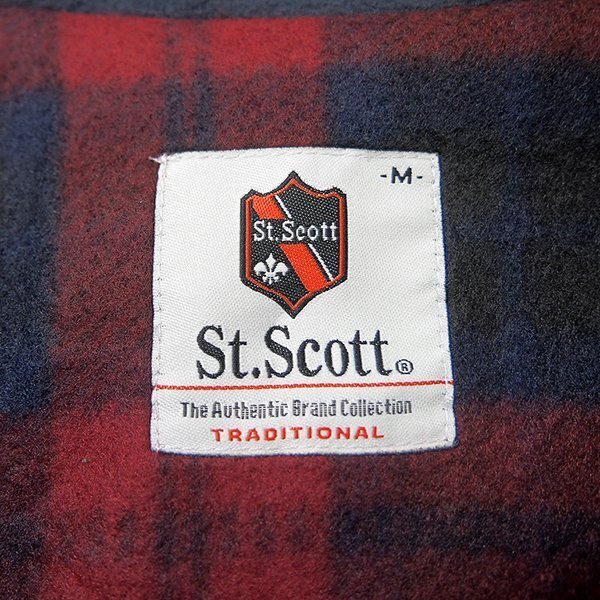 -M-
St.Scott
St.Scott®
The Authentic Brand Collection
TRADITIONAL